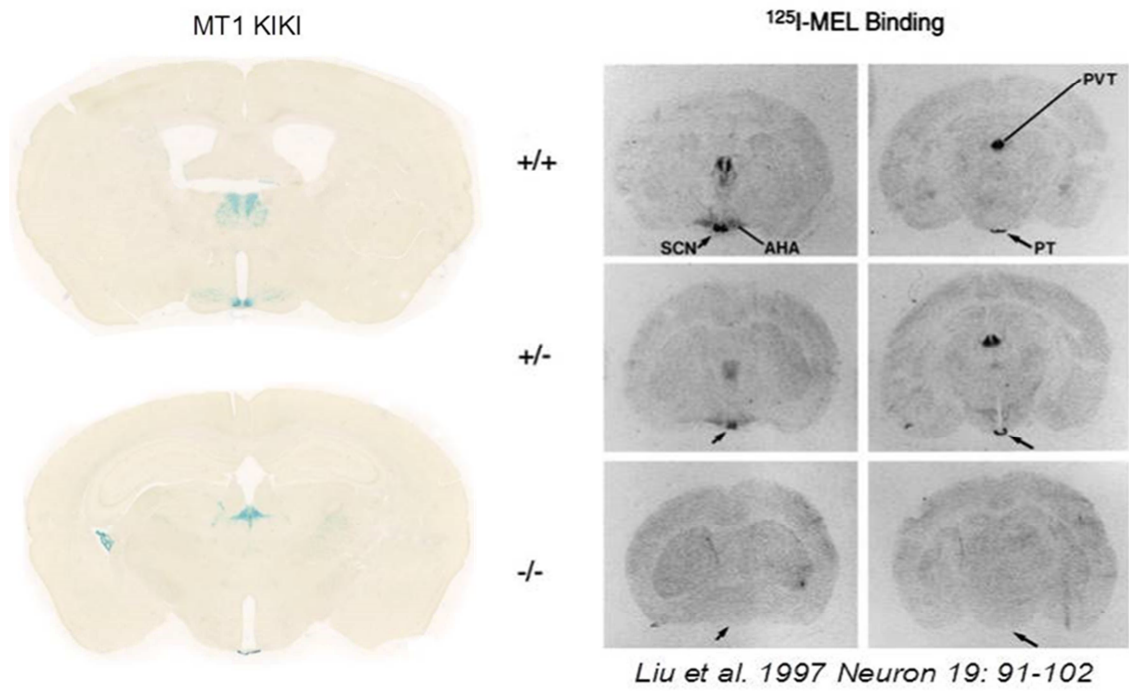 MT1 KIKI
¹²⁵I-MEL Binding
+/+
PVT
SCN
AHA
PT
+/-
-/-
Liu et al. 1997 Neuron 19: 91-102